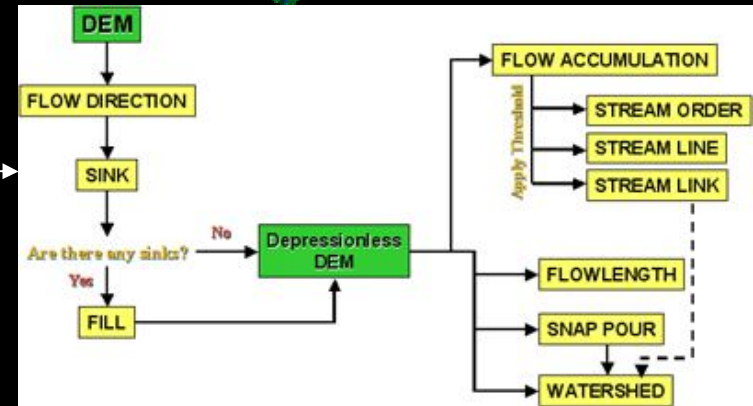 DEM
FLOW DIRECTION
SINK
Are there any sinks?
No
Yes
FILL
Depressionless
DEM
FLOW ACCUMULATION
Apply Threshold
STREAM ORDER
STREAM LINE
STREAM LINK
FLOWLENGTH
SNAP POUR
WATERSHED